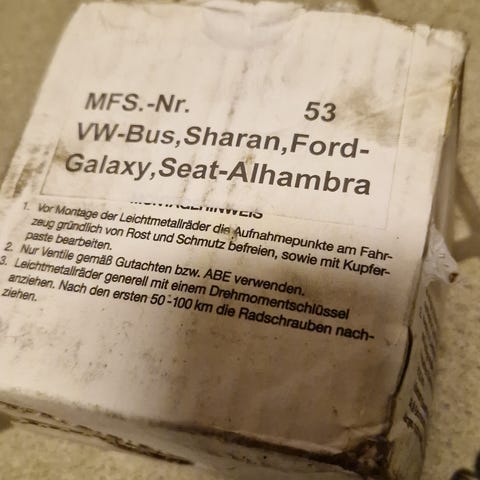 MFS.-Nr. 53
VW-Bus,Sharan,Ford-
Galaxy,Seat-Alhambra
MONTAGEHINWEIS
1. Vor Montage der Leichtmetallräder die Aufnahmepunkte am Fahr-
zeug gründlich von Rost und Schmutz befreien, sowie mit Kupfer-
paste bearbeiten.
2. Nur Ventile gemäß Gutachten bzw. ABE verwenden.
3. Leichtmetallräder generell mit einem Drehmomentschlüssel
anziehen. Nach den ersten 50-100 km die Radschrauben nach-
ziehen.